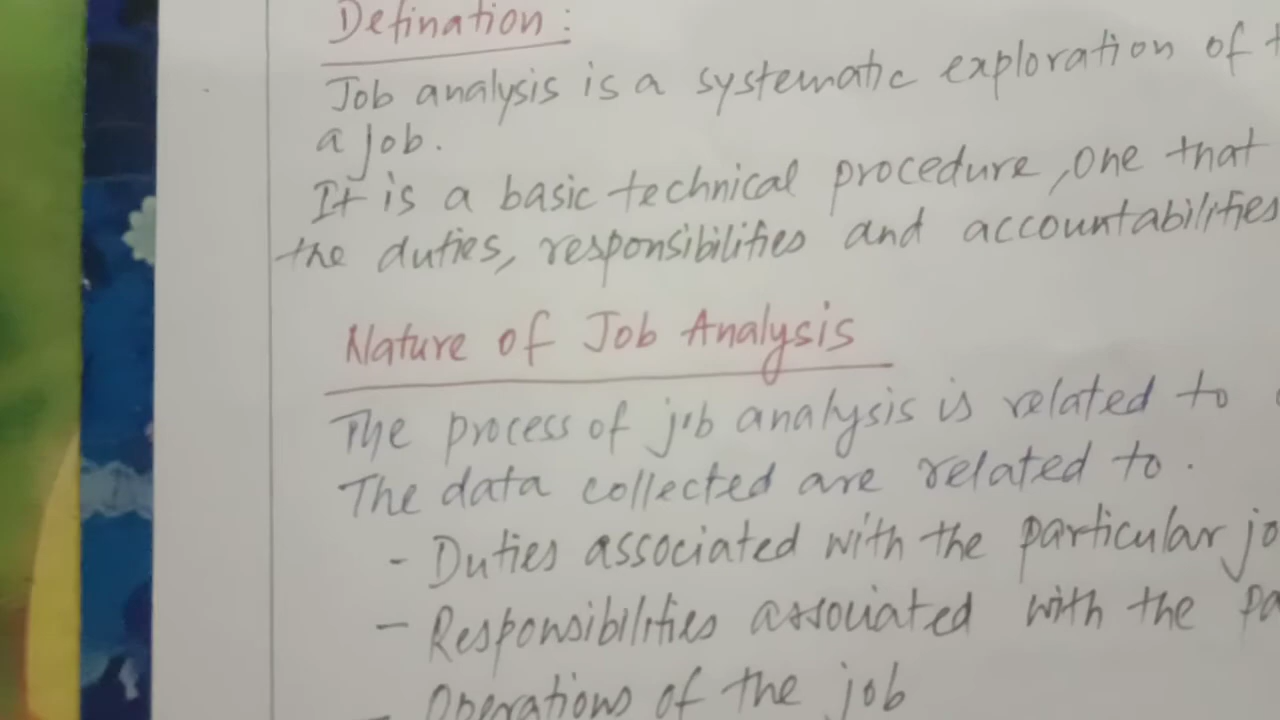 Defination :
Job analysis is a systematic exploration of
a job.
It is a basic technical procedure, one that
the duties, responsibilities and accountabilities
Nature of Job Analysis
The process of job analysis is related to
The data collected are related to .
- Duties associated with the particular jo
- Responsibilities associated with the pa
- Operations of the job